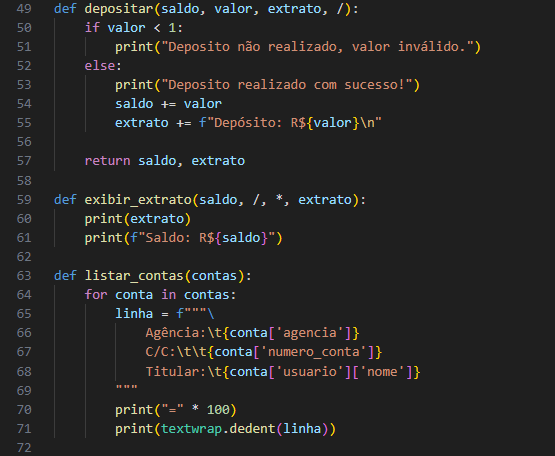 49 def depositar(saldo, valor, extrato, /):
50     if valor < 1:
51         print("Deposito não realizado, valor inválido.")
52     else:
53         print("Deposito realizado com sucesso!")
54         saldo += valor
55         extrato += f"Depósito: R${valor}\n"
56
57     return saldo, extrato
58
59 def exibir_extrato(saldo, /, *, extrato):
60     print(extrato)
61     print(f"Saldo: R${saldo}")
62
63 def listar_contas(contas):
64     for conta in contas:
65         linha = f"""\
66             Agência:\t{conta['agencia']}
67             C/C:\t\t{conta['numero_conta']}
68             Titular:\t{conta['usuario']['nome']}
69         """
70         print("=" * 100)
71         print(textwrap.dedent(linha))
72